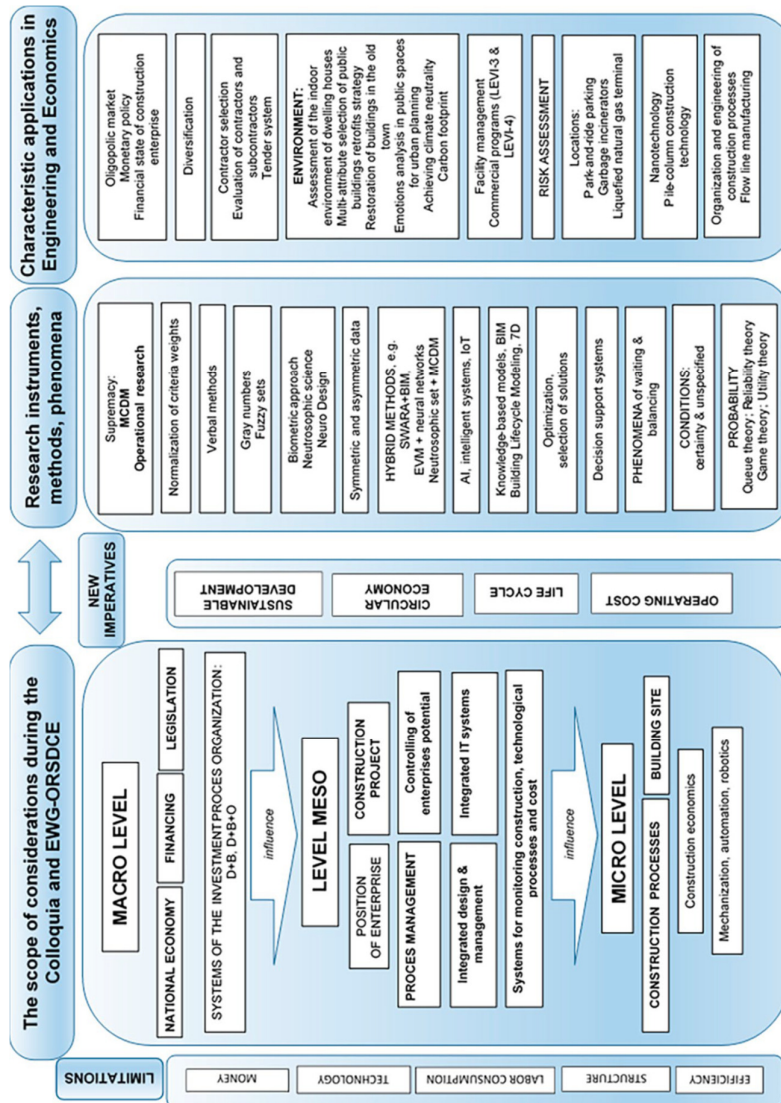 The scope of considerations during the
Colloquia and EWG-ORSDCE
LIMITATIONS
MONEY
TECHNOLOGY
LABOR CONSUMPTION
STRUCTURE
EFIFICIENCY
MACRO LEVEL
NATIONAL ECONOMY
FINANCING
LEGISLATION
SYSTEMS OF THE INVESTMENT PROCES ORGANIZATION:
D+B, D+B+O
influence
LEVEL MESO
POSITION
OF ENTERPRISE
CONSTRUCTION
PROJECT
PROCES MANAGEMENT
Controlling of
enterprises potential
Integrated design &
management
Integrated IT systems
Systems for monitoring construction, technological
processes and cost
influence
MICRO LEVEL
CONSTRUCTION PROCESSES
BUILDING SITE
Construction economics
Mechanization, automation, robotics
NEW
IMPERATIVES
SUSTAINABLE
DEVELOPMENT
CIRCULAR
ECONOMY
LIFE CYCLE
OPERATING COST
Research instruments,
methods, phenomena
Supremacy:
MCDM
Operational research
Normalization of criteria weights
Verbal methods
Gray numbers
Fuzzy sets
Biometric approach
Neutrosophic science
Neuro Design
Symmetric and asymmetric data
HYBRID METHODS, e.g.
SWARA+BIM,
EVM + neural networks
Neutrosophic set + MCDM
AI, intelligent systems, IoT
Knowledge-based models, BIM
Building Lifecycle Modeling, 7D
Optimization,
selection of solutions
Decision support systems
PHENOMENA of waiting &
balancing
CONDITIONS:
certainty & unspecified
PROBABILITY
Queue theory; Reliability theory
Game theory; Utility theory
Characteristic applications in
Engineering and Economics
Oligopolic market
Monetary policy
Financial state of construction
enterprise
Diversification
Contractor selection
Evaluation of contractors and
subcontractors
Tender system
ENVIRONMENT:
Assessment of the indoor
environment of dwelling houses
Multi-attribute selection of public
buildings retrofits strategy
Restoration of buildings in the old
town
Emotions analysis in public spaces
for urban planning
Achieving climate neutrality
Carbon footprint
Facility management
Commercial programs (LEVI-3 &
LEVI-4)
RISK ASSESSMENT
Locations:
Park-and-ride parking
Garbage incinerators
Liquefied natural gas terminal
Nanotechnology
Pile-column construction
technology
Organization and engineering of
construction processes
Flow line manufacturing